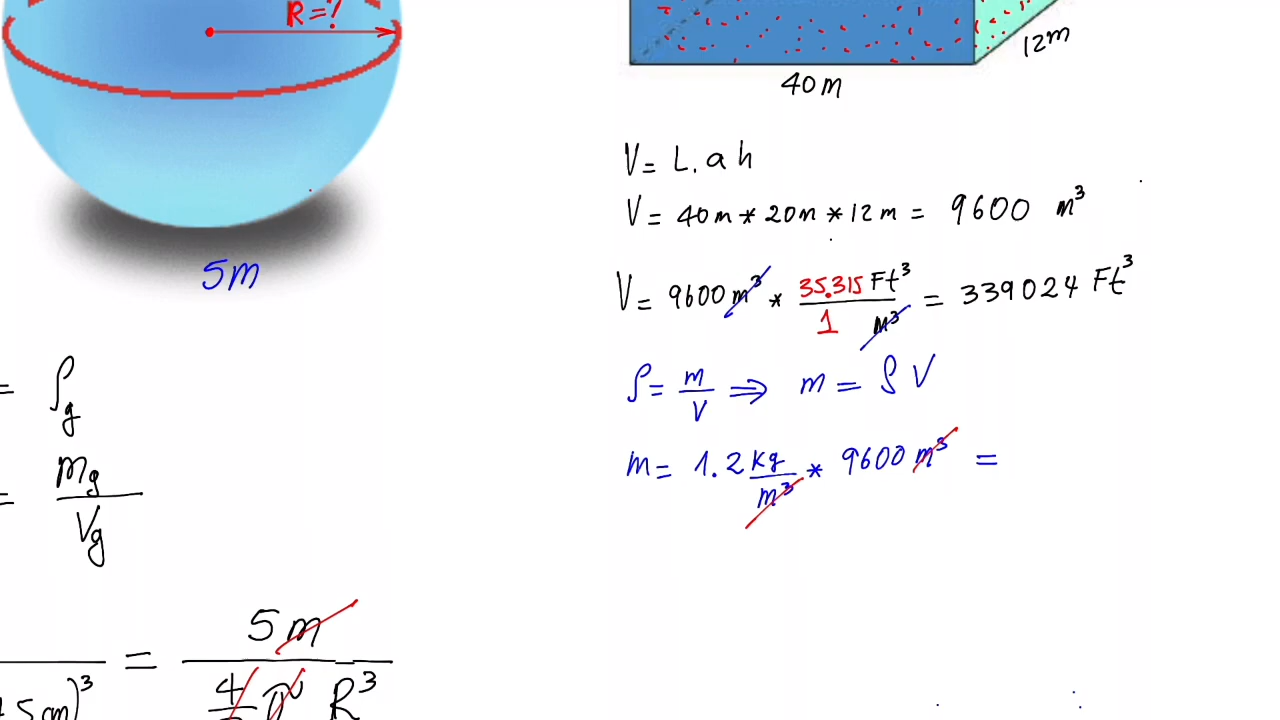 R=?
5m
= ρg
= mg / Vg
= 5m / 4 π R³
5cm)³
12m
40m
V= L.a h
V= 40m * 20m * 12m = 9600 m³
V= 9600 m³ * 35.315 Ft³ / 1 m³ = 339024 Ft³
ρ= m/V ⇒ m = ρ V
m= 1.2 kg/m³ * 9600 m³ =